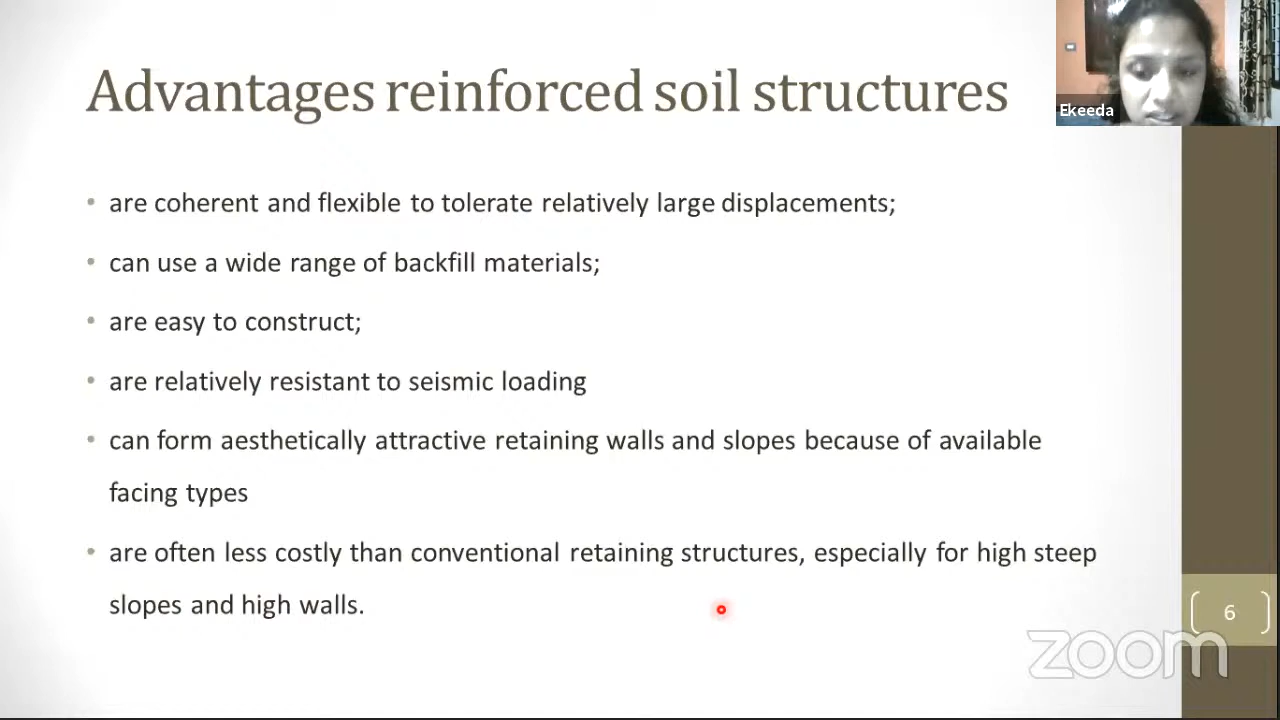 Advantages reinforced soil structures
Ekeeda
• are coherent and flexible to tolerate relatively large displacements;
• can use a wide range of backfill materials;
• are easy to construct;
• are relatively resistant to seismic loading
• can form aesthetically attractive retaining walls and slopes because of available
facing types
• are often less costly than conventional retaining structures, especially for high steep
slopes and high walls.
6
zoom